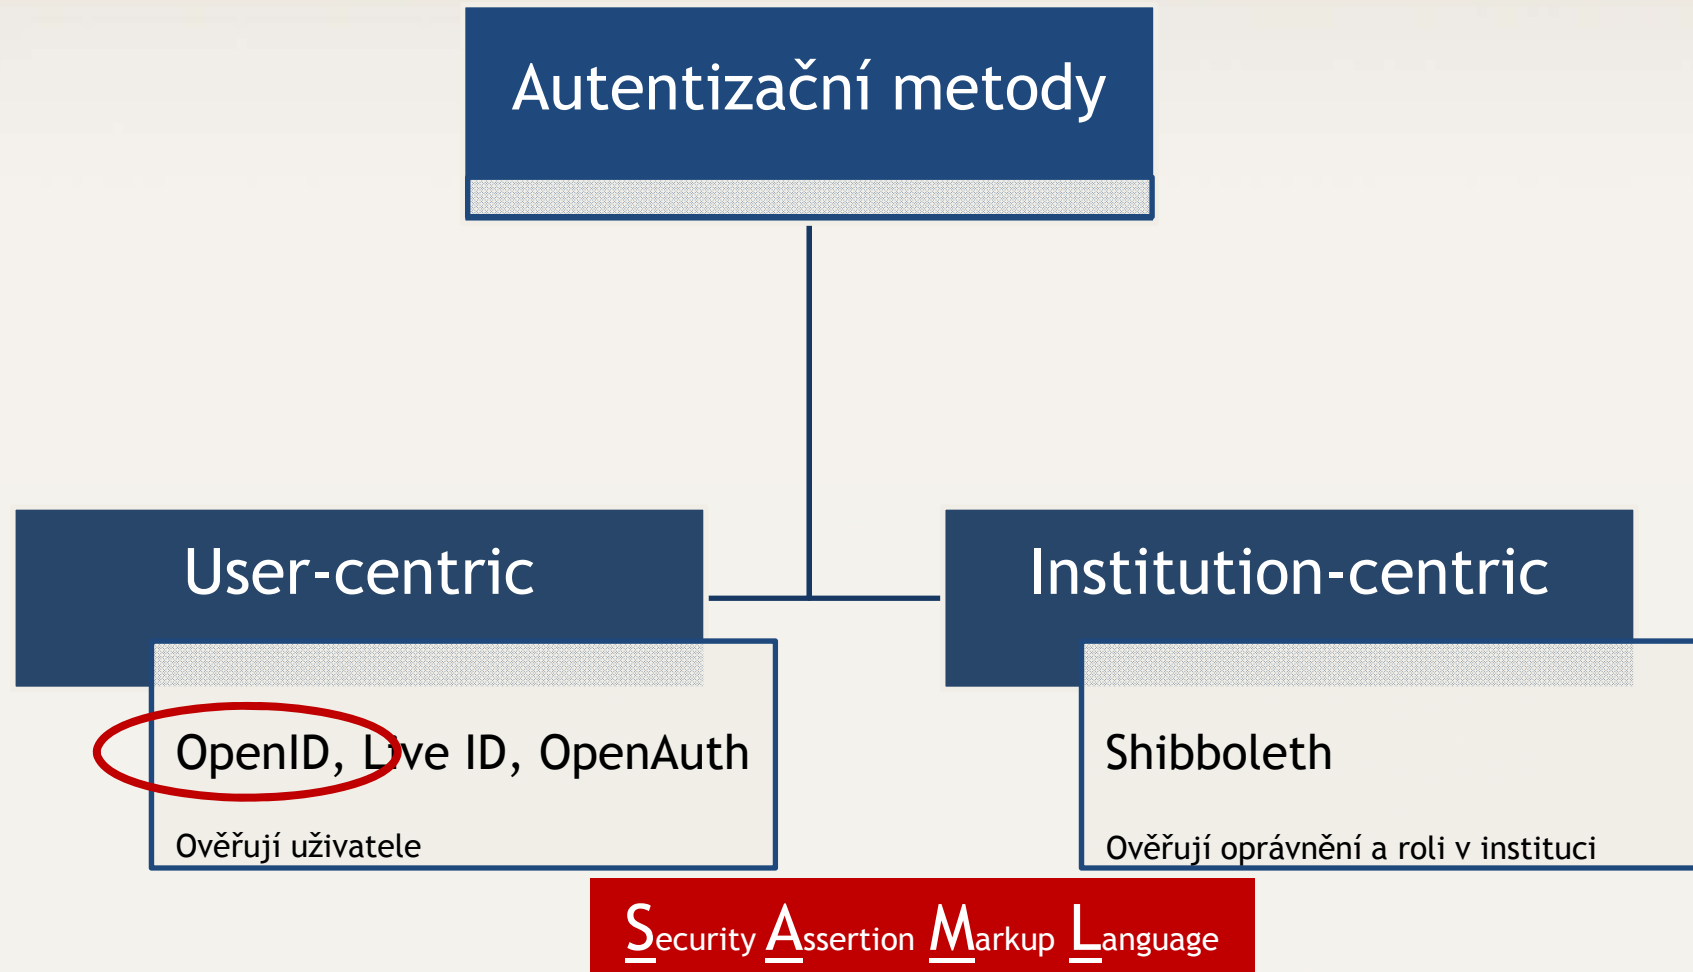 Autentizační metody
User-centric
Institution-centric
OpenID, Live ID, OpenAuth
Ověřují uživatele
Shibboleth
Ověřují oprávnění a roli v instituci
Security Assertion Markup Language